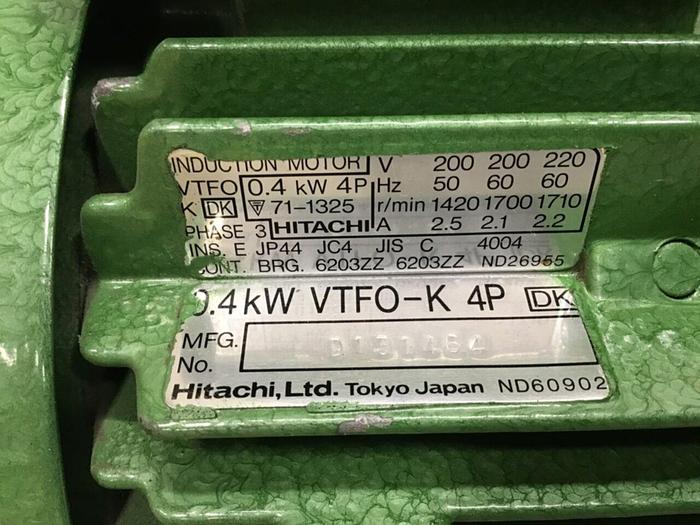 INDUCTION MOTOR V 200 200 220
VTFO 0.4 kW 4P Hz 50 60 60
K DK 71-1325 r/min 1420 1700 1710
PHASE 3 HITACHI A 2.5 2.1 2.2
INS. E JP44 JC4 JIS C 4004
CONT. BRG. 6203ZZ 6203ZZ ND26955
0.4 kW VTFO-K 4P DK
MFG.
No.
Hitachi, Ltd. Tokyo Japan ND60902